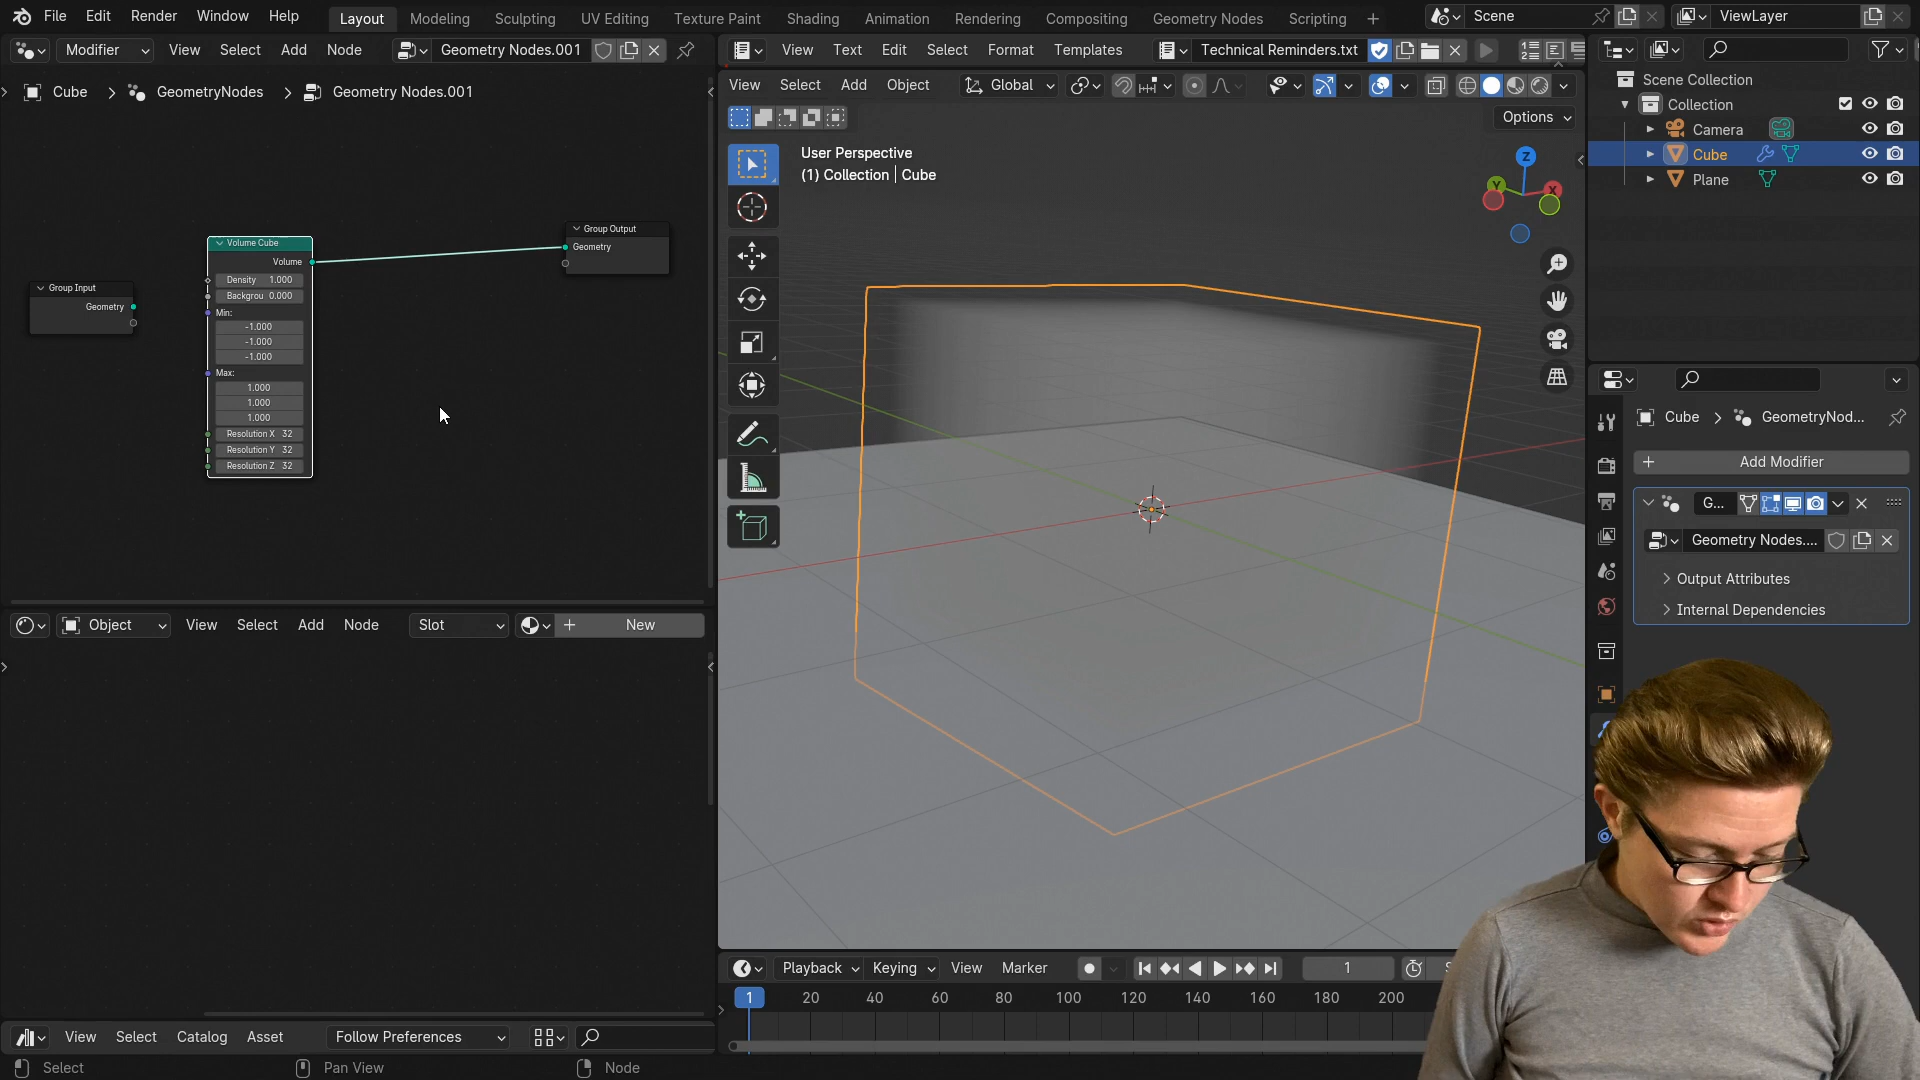 File Edit Render Window Help Layout Modeling Sculpting UV Editing Texture Paint Shading Animation Rendering Compositing Geometry Nodes Scripting Scene ViewLayer
Modifier View Select Add Node Geometry Nodes.001
Cube GeometryNodes Geometry Nodes.001
Group Input
Geometry
Volume Cube
Volume
Density 1.000
Backgrou 0.000
Min:
-1.000
-1.000
-1.000
Max:
1.000
1.000
1.000
Resolution X 32
Resolution Y 32
Resolution Z 32
Group Output
Geometry
Object View Select Add Node Slot New
View Select Catalog Asset Follow Preferences
Select Pan View Node
View Text Edit Select Format Templates Technical Reminders.txt
View Select Add Object Global
Options
User Perspective
(1) Collection | Cube
Z
Y
X
Playback Keying View Marker 1
1 20 40 60 80 100 120 140 160 180 200
Scene Collection
Collection
Camera
Cube
Plane
Cube GeometryNod...
Add Modifier
G...
Geometry Nodes....
Output Attributes
Internal Dependencies